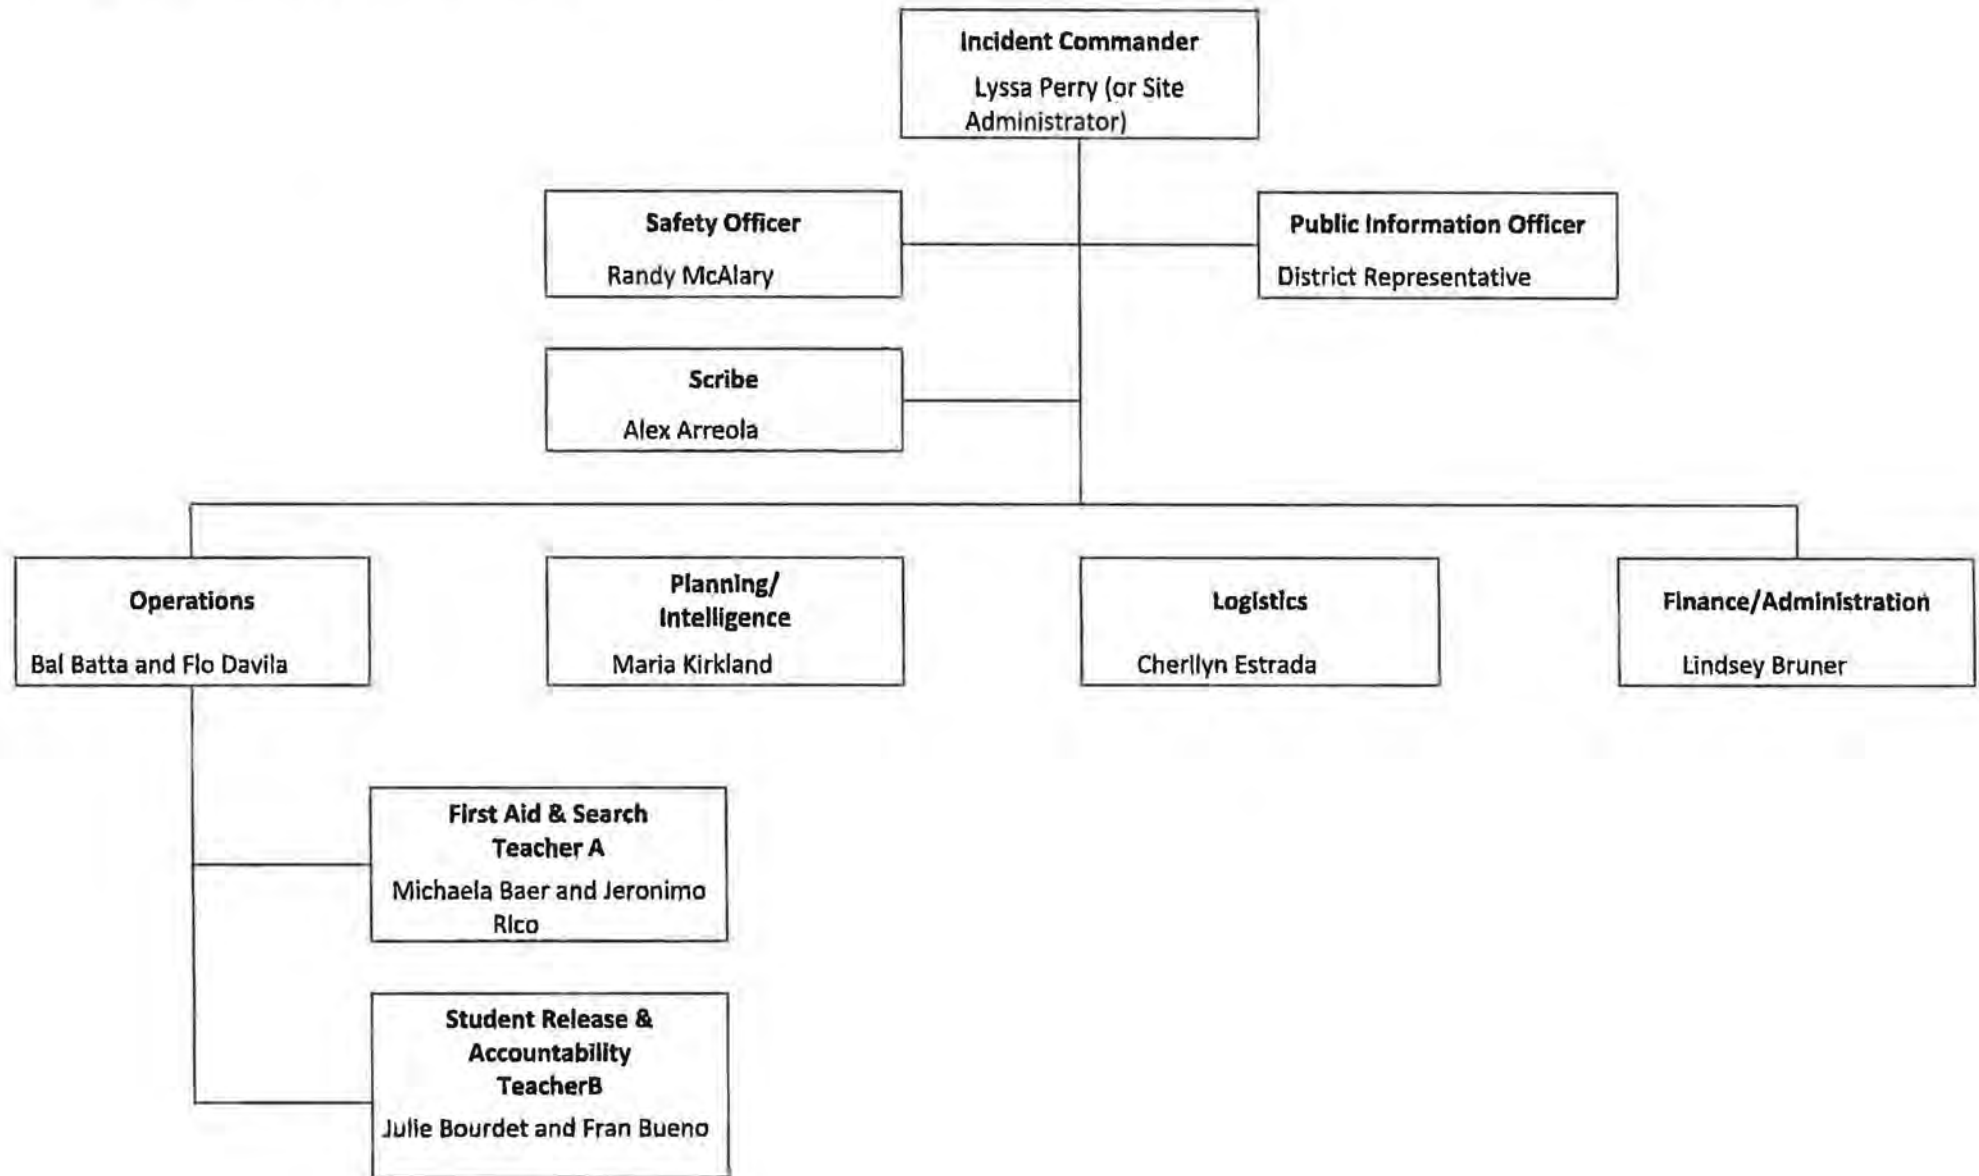 Incident Commander
Lyssa Perry (or Site
Administrator)
Safety Officer
Randy McAlary
Public Information Officer
District Representative
Scribe
Alex Arreola
Operations
Bal Batta and Flo Davila
Planning/
Intelligence
Maria Kirkland
Logistics
Cherilyn Estrada
Finance/Administration
Lindsey Bruner
First Aid & Search
Teacher A
Michaela Baer and Jeronimo
Rico
Student Release &
Accountability
TeacherB
Julie Bourdet and Fran Bueno